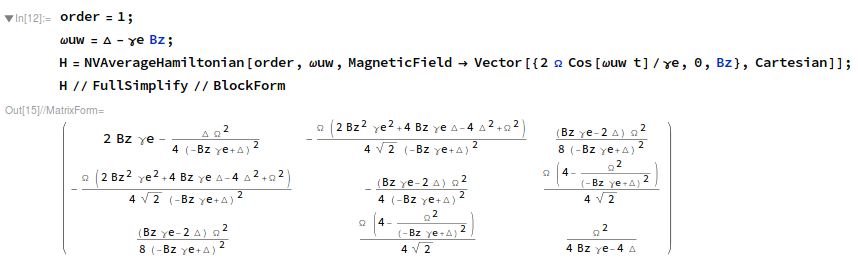 In[12]:= order = 1;
ωuw = Δ - γe Bz;
H = NVAverageHamiltonian[order, ωuw, MagneticField → Vector[{2 Ω Cos[ωuw t]/γe, 0, Bz}, Cartesian]];
H // FullSimplify // BlockForm
Out[15]//MatrixForm=
2 Bz γe - Δ Ω^2 / 4 (-Bz γe+Δ)^2    - Ω (2 Bz^2 γe^2+4 Bz γe Δ-4 Δ^2+Ω^2) / 4 √2 (-Bz γe+Δ)^2    (Bz γe-2 Δ) Ω^2 / 8 (-Bz γe+Δ)^2
- Ω (2 Bz^2 γe^2+4 Bz γe Δ-4 Δ^2+Ω^2) / 4 √2 (-Bz γe+Δ)^2    - (Bz γe-2 Δ) Ω^2 / 4 (-Bz γe+Δ)^2    Ω (4 - Ω^2 / (-Bz γe+Δ)^2) / 4 √2
(Bz γe-2 Δ) Ω^2 / 8 (-Bz γe+Δ)^2    Ω (4 - Ω^2 / (-Bz γe+Δ)^2) / 4 √2    Ω^2 / 4 Bz γe-4 Δ